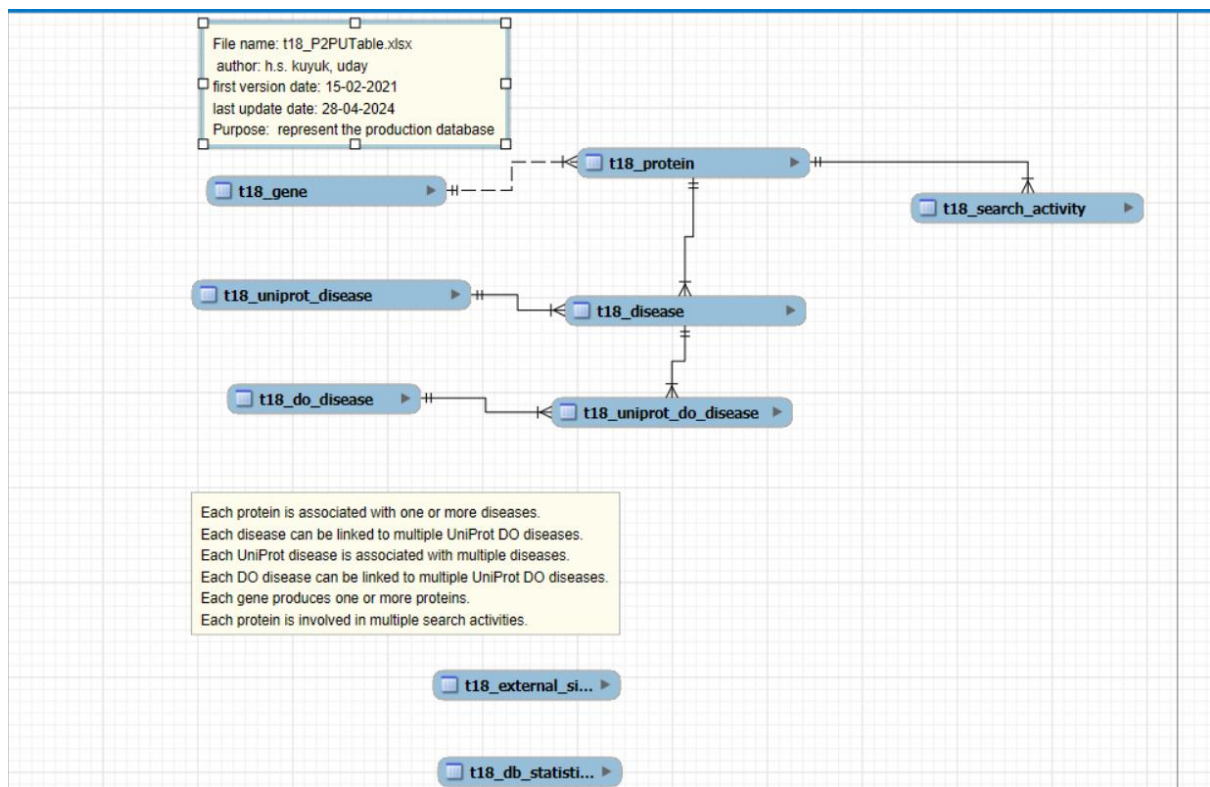 File name: t18_P2PUTable.xlsx
author: h.s. kuyuk, uday
first version date: 15-02-2021
last update date: 28-04-2024
Purpose: represent the production database
t18_protein
t18_gene
t18_search_activity
t18_uniprot_disease
t18_disease
t18_do_disease
t18_uniprot_do_disease
Each protein is associated with one or more diseases.
Each disease can be linked to multiple UniProt DO diseases.
Each UniProt disease is associated with multiple diseases.
Each DO disease can be linked to multiple UniProt DO diseases.
Each gene produces one or more proteins.
Each protein is involved in multiple search activities.
t18_external_si...
t18_db_statisti...